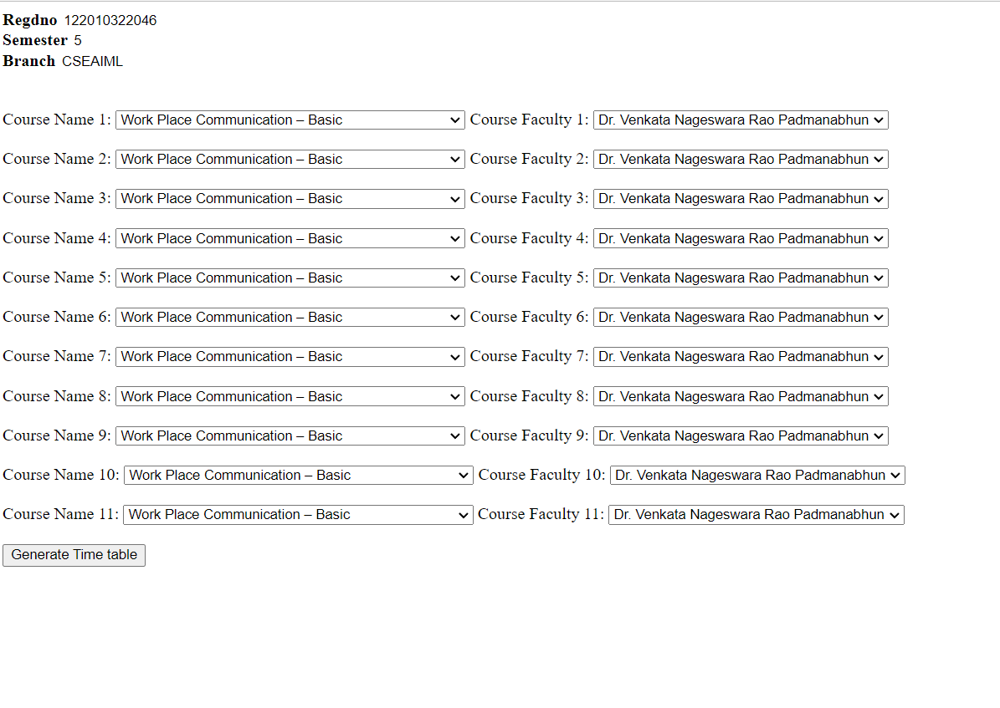 Regdno 122010322046
Semester 5
Branch CSEAIML
Course Name 1: Work Place Communication – Basic Course Faculty 1: Dr. Venkata Nageswara Rao Padmanabhun
Course Name 2: Work Place Communication – Basic Course Faculty 2: Dr. Venkata Nageswara Rao Padmanabhun
Course Name 3: Work Place Communication – Basic Course Faculty 3: Dr. Venkata Nageswara Rao Padmanabhun
Course Name 4: Work Place Communication – Basic Course Faculty 4: Dr. Venkata Nageswara Rao Padmanabhun
Course Name 5: Work Place Communication – Basic Course Faculty 5: Dr. Venkata Nageswara Rao Padmanabhun
Course Name 6: Work Place Communication – Basic Course Faculty 6: Dr. Venkata Nageswara Rao Padmanabhun
Course Name 7: Work Place Communication – Basic Course Faculty 7: Dr. Venkata Nageswara Rao Padmanabhun
Course Name 8: Work Place Communication – Basic Course Faculty 8: Dr. Venkata Nageswara Rao Padmanabhun
Course Name 9: Work Place Communication – Basic Course Faculty 9: Dr. Venkata Nageswara Rao Padmanabhun
Course Name 10: Work Place Communication – Basic Course Faculty 10: Dr. Venkata Nageswara Rao Padmanabhun
Course Name 11: Work Place Communication – Basic Course Faculty 11: Dr. Venkata Nageswara Rao Padmanabhun
Generate Time table